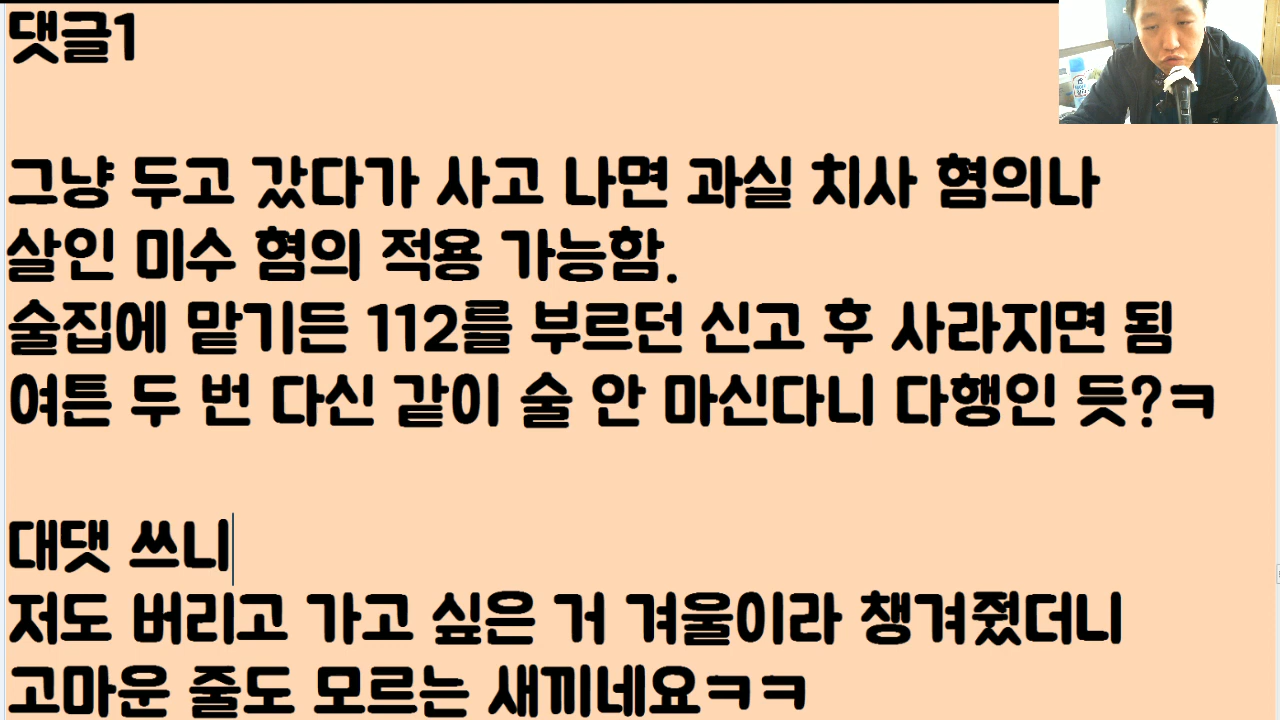 댓글1
그냥 두고 갔다가 사고 나면 과실 치사 혐의나
살인 미수 혐의 적용 가능함.
술집에 맡기든 112를 부르던 신고 후 사라지면 됨
여튼 두 번 다신 같이 술 안 마신다니 다행인 듯?ㅋ
대댓 쓰니
저도 버리고 가고 싶은 거 겨울이라 챙겨줬더니
고마운 줄도 모르는 새끼네요ㅋㅋ